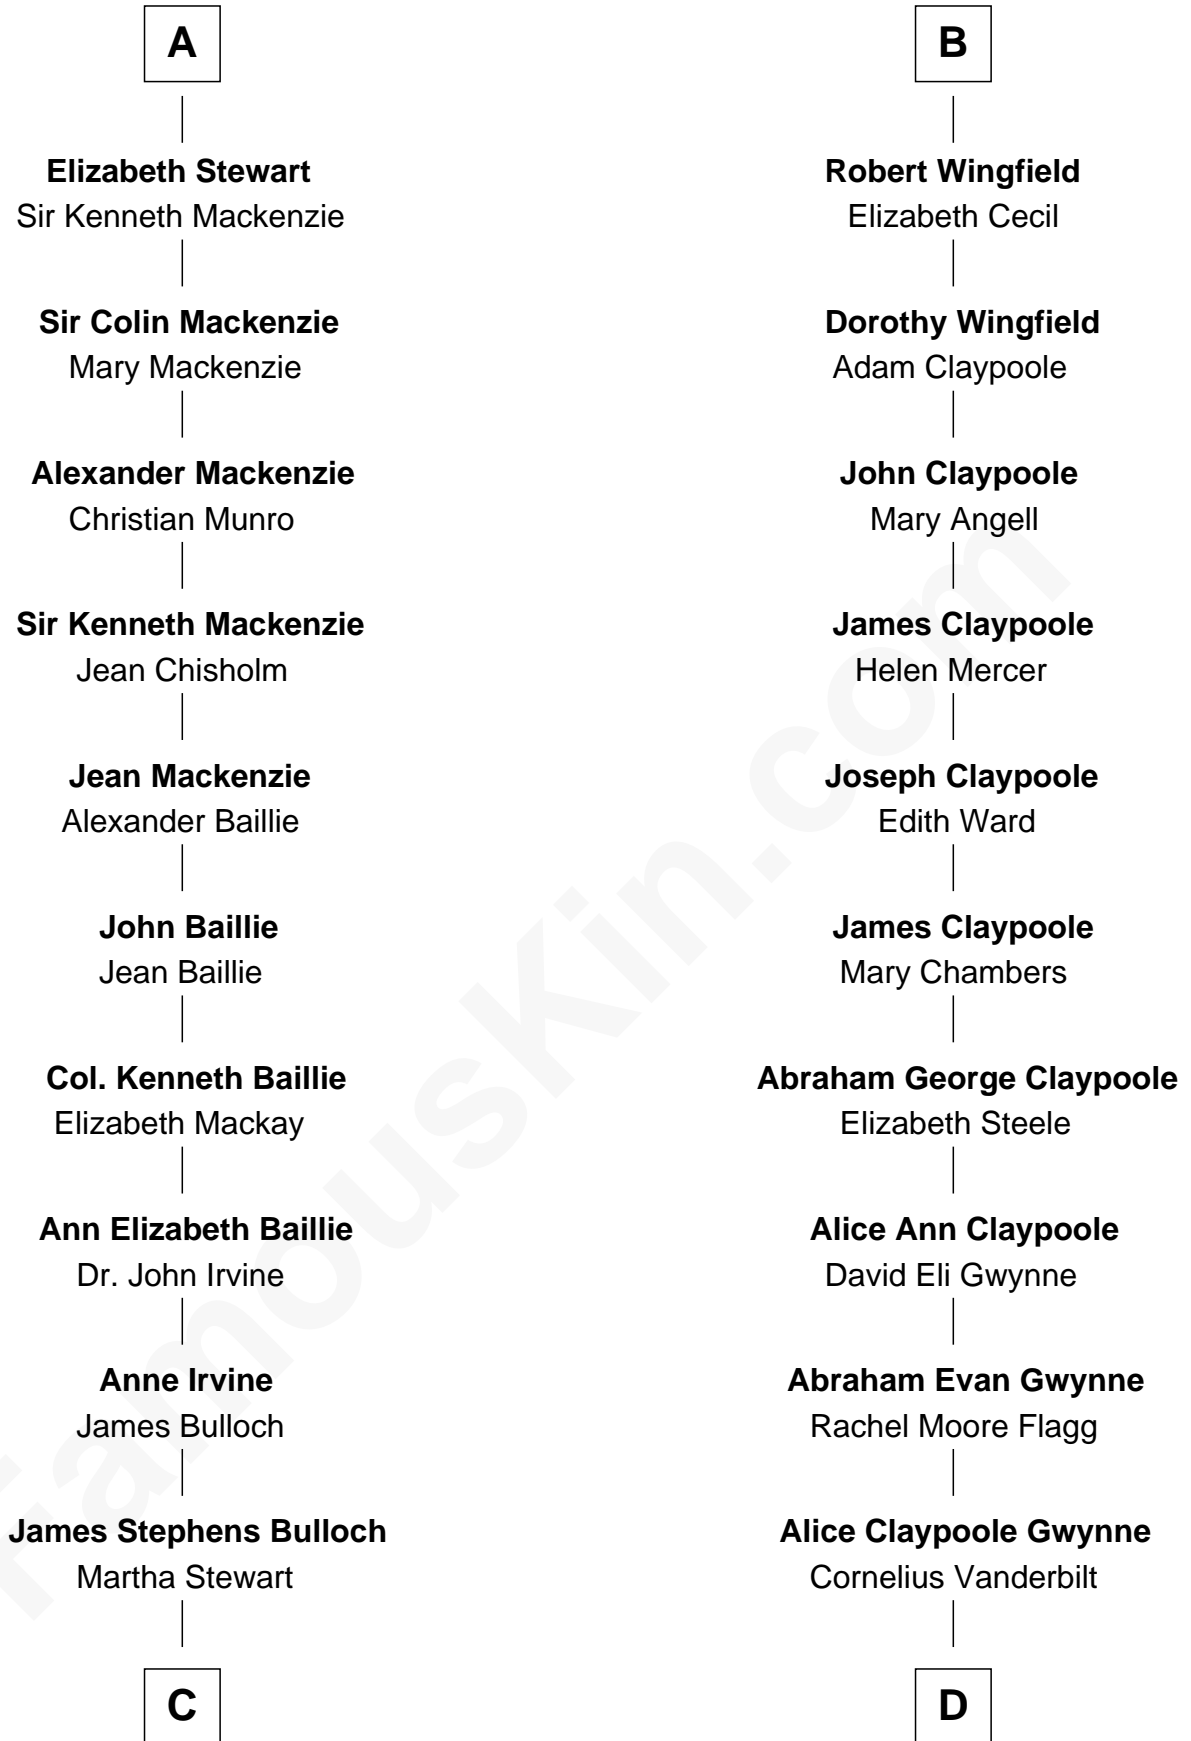 A
Elizabeth Stewart
Sir Kenneth Mackenzie
Sir Colin Mackenzie
Mary Mackenzie
Alexander Mackenzie
Christian Munro
Sir Kenneth Mackenzie
Jean Chisholm
Jean Mackenzie
Alexander Baillie
John Baillie
Jean Baillie
Col. Kenneth Baillie
Elizabeth Mackay
Ann Elizabeth Baillie
Dr. John Irvine
Anne Irvine
James Bulloch
James Stephens Bulloch
Martha Stewart
C
B
Robert Wingfield
Elizabeth Cecil
Dorothy Wingfield
Adam Claypoole
John Claypoole
Mary Angell
James Claypoole
Helen Mercer
Joseph Claypoole
Edith Ward
James Claypoole
Mary Chambers
Abraham George Claypoole
Elizabeth Steele
Alice Ann Claypoole
David Eli Gwynne
Abraham Evan Gwynne
Rachel Moore Flagg
Alice Claypoole Gwynne
Cornelius Vanderbilt
D
FamousKin.com